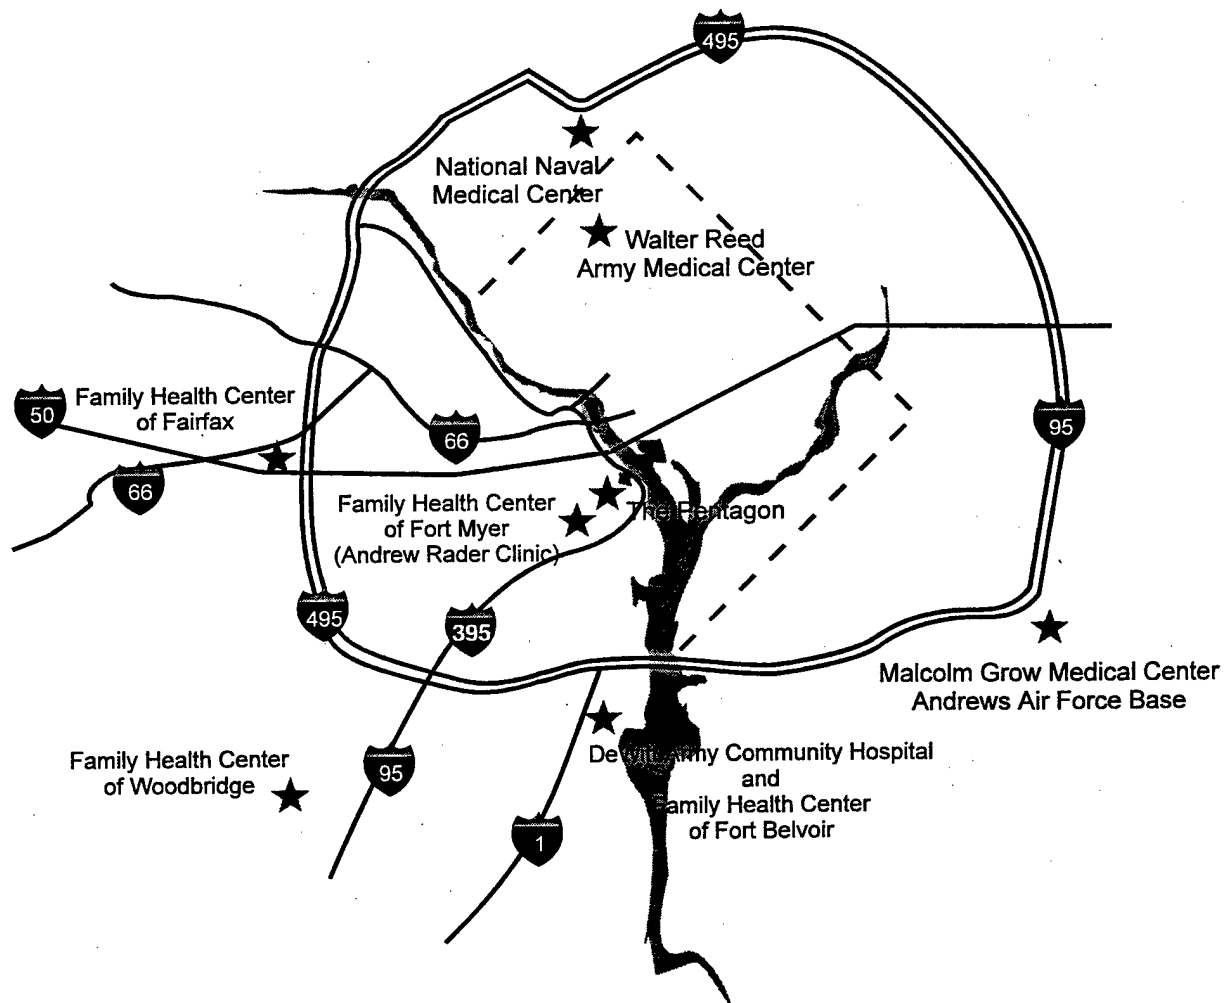 495
National Naval
Medical Center
Walter Reed
Army Medical Center
50
Family Health Center
of Fairfax
66
95
66
Family Health Center
of Fort Myer
(Andrew Rader Clinic)
The Pentagon
495
395
Malcolm Grow Medical Center
Andrews Air Force Base
Family Health Center
of Woodbridge
95
Army Community Hospital
and
Family Health Center
of Fort Belvoir
1